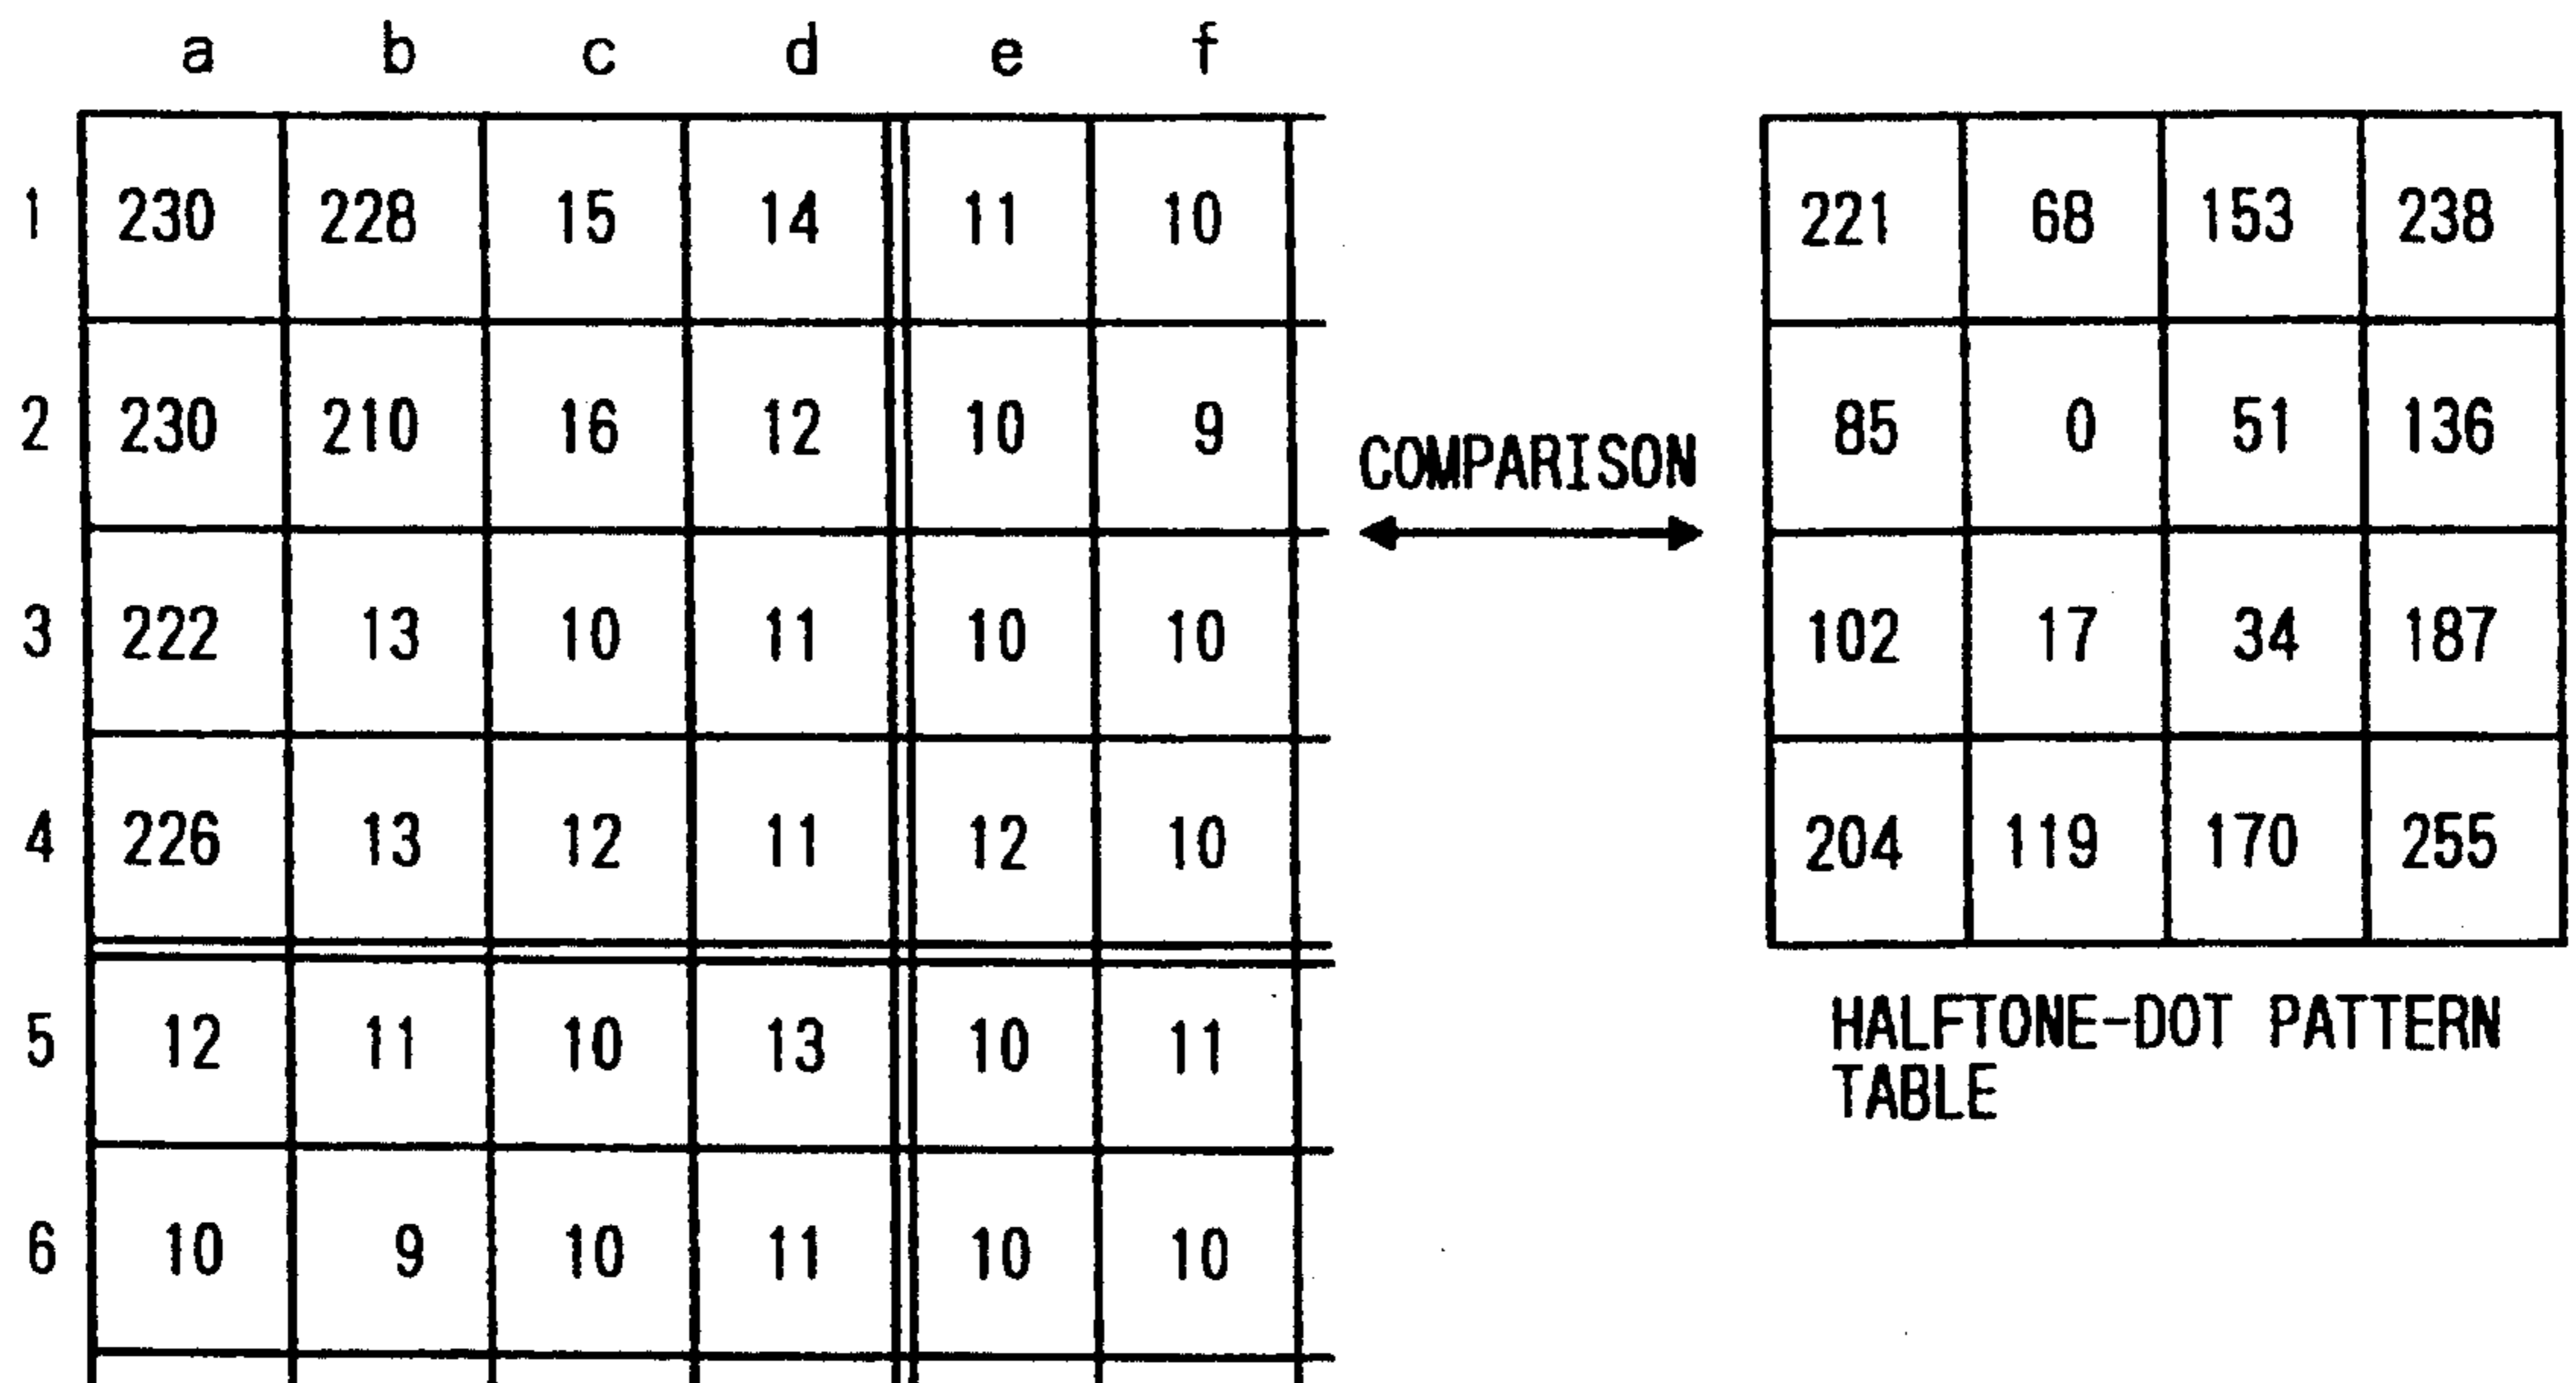 a b c d e f
1 230 228 15 14 11 10
2 230 210 16 12 10 9
3 222 13 10 11 10 10
4 226 13 12 11 12 10
5 12 11 10 13 10 11
6 10 9 10 11 10 10
COMPARISON
221 68 153 238
85 0 51 136
102 17 34 187
204 119 170 255
HALFTONE-DOT PATTERN
TABLE